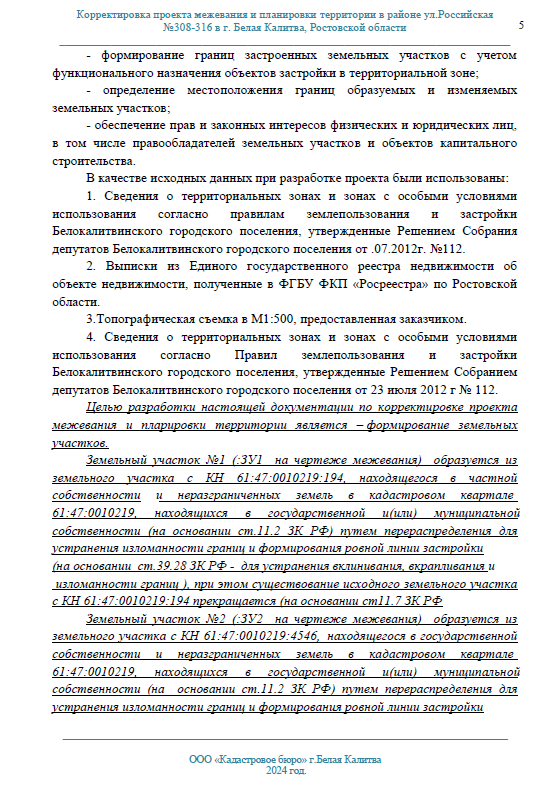 Корректировка проекта межевания и планировки территории в районе ул.Российская
№308-316 в г. Белая Калитва, Ростовской области
5
- формирование границ застроенных земельных участков с учетом
функционального назначения объектов застройки в территориальной зоне;
- определение местоположения границ образуемых и изменяемых
земельных участков;
- обеспечение прав и законных интересов физических и юридических лиц,
в том числе правообладателей земельных участков и объектов капитального
строительства.
В качестве исходных данных при разработке проекта были использованы:
1. Сведения о территориальных зонах и зонах с особыми условиями
использования согласно правилам землепользования и застройки
Белокалитвинского городского поселения, утвержденные Решением Собрания
депутатов Белокалитвинского городского поселения от .07.2012г. №112.
2. Выписки из Единого государственного реестра недвижимости об
объекте недвижимости, полученные в ФГБУ ФКП «Росреестра» по Ростовской
области.
3.Топографическая съемка в М1:500, предоставленная заказчиком.
4. Сведения о территориальных зонах и зонах с особыми условиями
использования согласно Правил землепользования и застройки
Белокалитвинского городского поселения, утвержденные Решением Собранием
депутатов Белокалитвинского городского поселения от 23 июля 2012 г № 112.
Целью разработки настоящей документации по корректировке проекта
межевания и планировки территории является – формирование земельных
участков.
Земельный участок №1 (:ЗУ1 на чертеже межевания) образуется из
земельного участка с КН 61:47:0010219:194, находящегося в частной
собственности и неразграниченных земель в кадастровом квартале
61:47:0010219, находящихся в государственной и(или) муниципальной
собственности (на основании ст.11.2 ЗК РФ) путем перераспределения для
устранения изломанности границ и формирования ровной линии застройки
(на основании ст.39.28 ЗК РФ - для устранения вклинивания, вкрапливания и
изломанности границ ), при этом существование исходного земельного участка
с КН 61:47:0010219:194 прекращается (на основании ст11.7 ЗК РФ
Земельный участок №2 (:ЗУ2 на чертеже межевания) образуется из
земельного участка с КН 61:47:0010219:4546, находящегося в государственной
собственности и неразграниченных земель в кадастровом квартале
61:47:0010219, находящихся в государственной и(или) муниципальной
собственности (на основании ст.11.2 ЗК РФ) путем перераспределения для
устранения изломанности границ и формирования ровной линии застройки
ООО «Кадастровое бюро» г.Белая Калитва
2024 год.